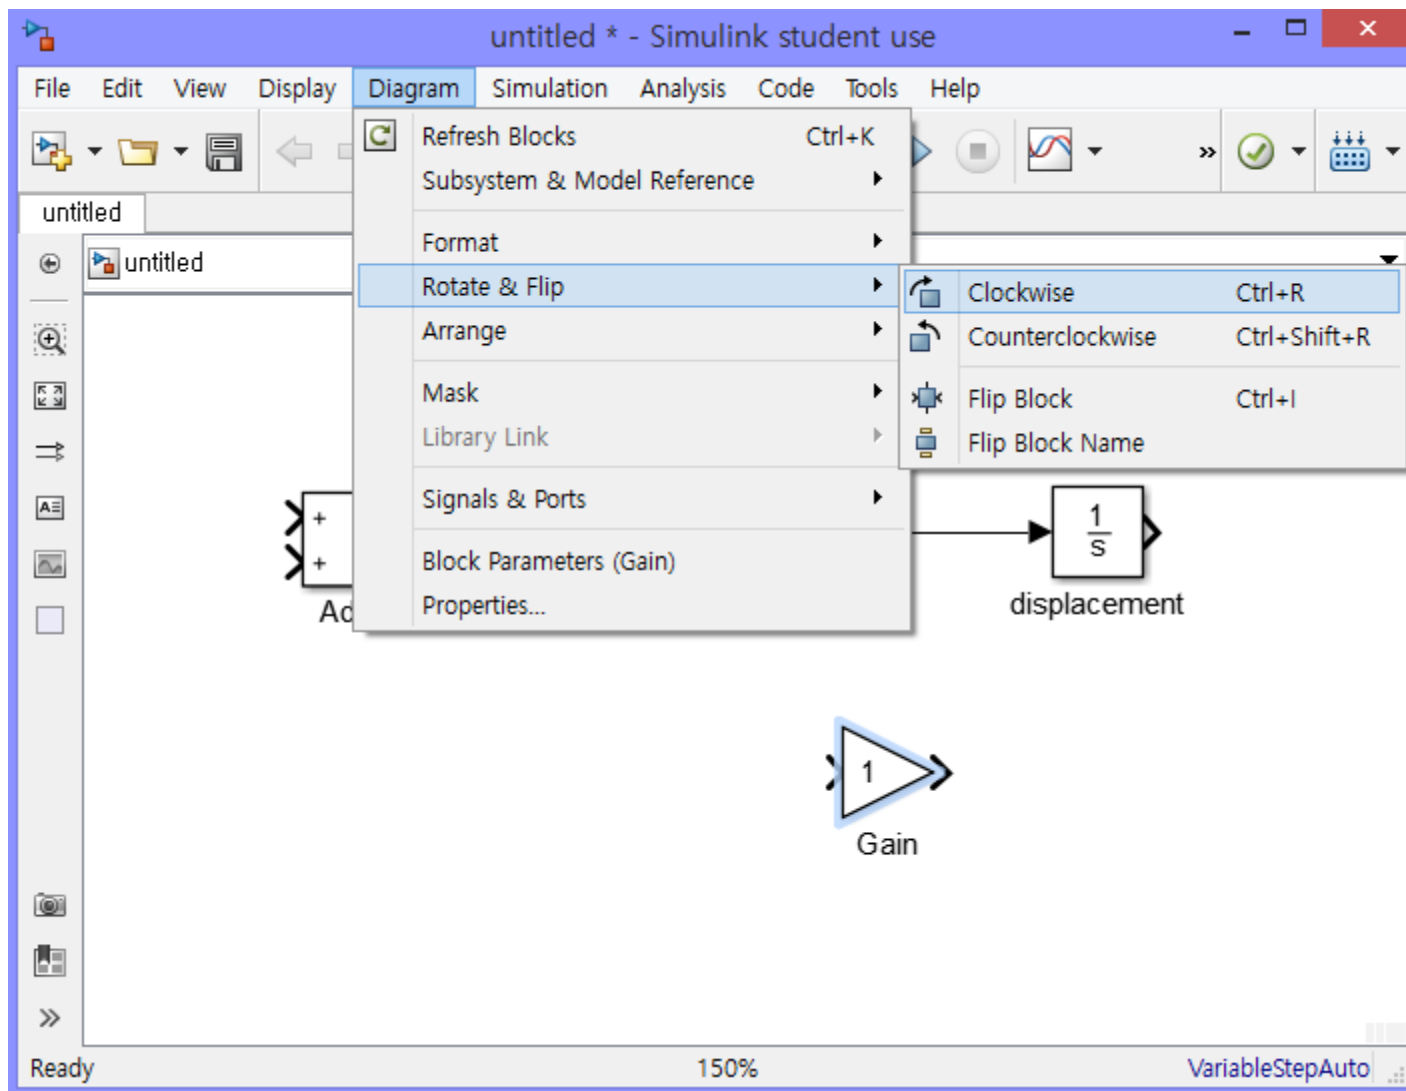 untitled * - Simulink student use
File Edit View Display Diagram Simulation Analysis Code Tools Help
untitled
untitled
Refresh Blocks Ctrl+K
Subsystem & Model Reference
Format
Rotate & Flip
Arrange
Mask
Library Link
Signals & Ports
Block Parameters (Gain)
Properties...
Clockwise Ctrl+R
Counterclockwise Ctrl+Shift+R
Flip Block Ctrl+I
Flip Block Name
+
+
Ad
1
s
displacement
1
Gain
Ready 150% VariableStepAuto